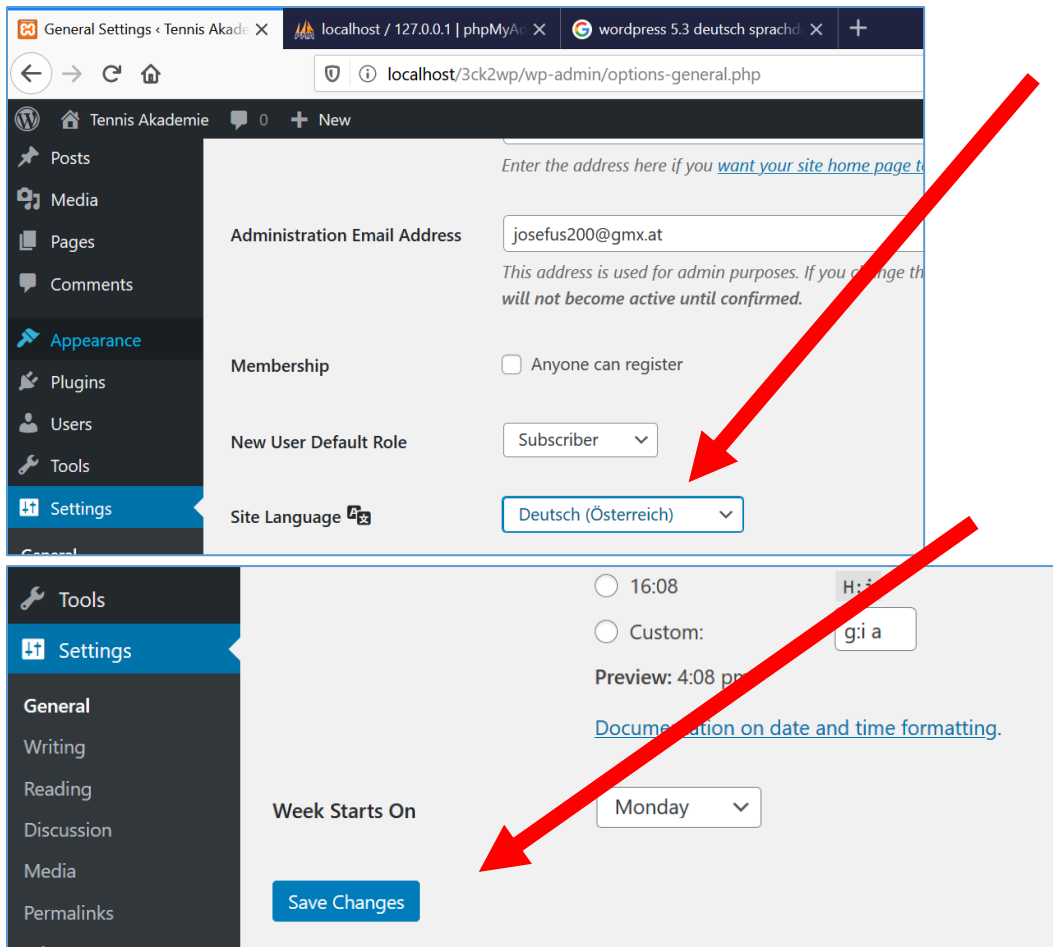 General Settings ‹ Tennis Akade
localhost / 127.0.0.1 | phpMyAd
wordpress 5.3 deutsch sprachd
localhost/3ck2wp/wp-admin/options-general.php
Tennis Akademie 0 + New
Posts
Media
Pages
Comments
Appearance
Plugins
Users
Tools
Settings
General
Enter the address here if you want your site home page t
Administration Email Address josefus200@gmx.at
This address is used for admin purposes. If you change th
will not become active until confirmed.
Membership Anyone can register
New User Default Role Subscriber
Site Language Deutsch (Österreich)
Tools
Settings
General
Writing
Reading
Discussion
Media
Permalinks
16:08 H:i
Custom: g:i a
Preview: 4:08 pm
Documentation on date and time formatting.
Week Starts On Monday
Save Changes